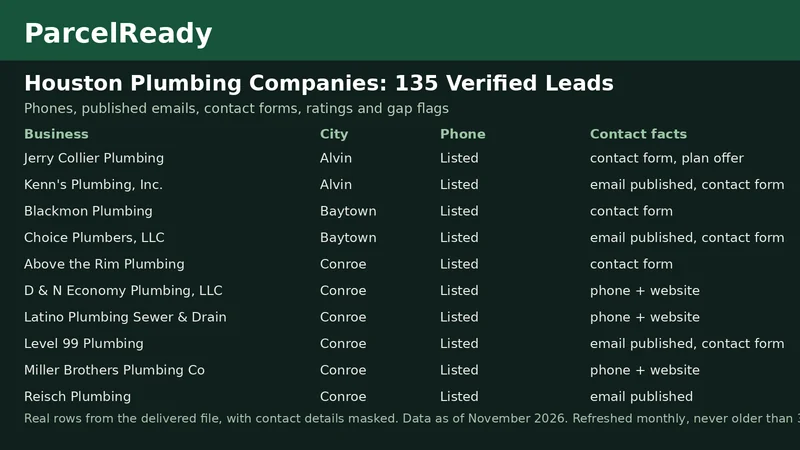 ParcelReady
Houston Plumbing Companies: 135 Verified Leads
Phones, published emails, contact forms, ratings and gap flags
Business City Phone Contact facts
Jerry Collier Plumbing Alvin Listed contact form, plan offer
Kenn's Plumbing, Inc. Alvin Listed email published, contact form
Blackmon Plumbing Baytown Listed contact form
Choice Plumbers, LLC Baytown Listed email published, contact form
Above the Rim Plumbing Conroe Listed contact form
D & N Economy Plumbing, LLC Conroe Listed phone + website
Latino Plumbing Sewer & Drain Conroe Listed phone + website
Level 99 Plumbing Conroe Listed email published, contact form
Miller Brothers Plumbing Co Conroe Listed phone + website
Reisch Plumbing Conroe Listed email published
Real rows from the delivered file, with contact details masked. Data as of November 2026. Refreshed monthly, never older than